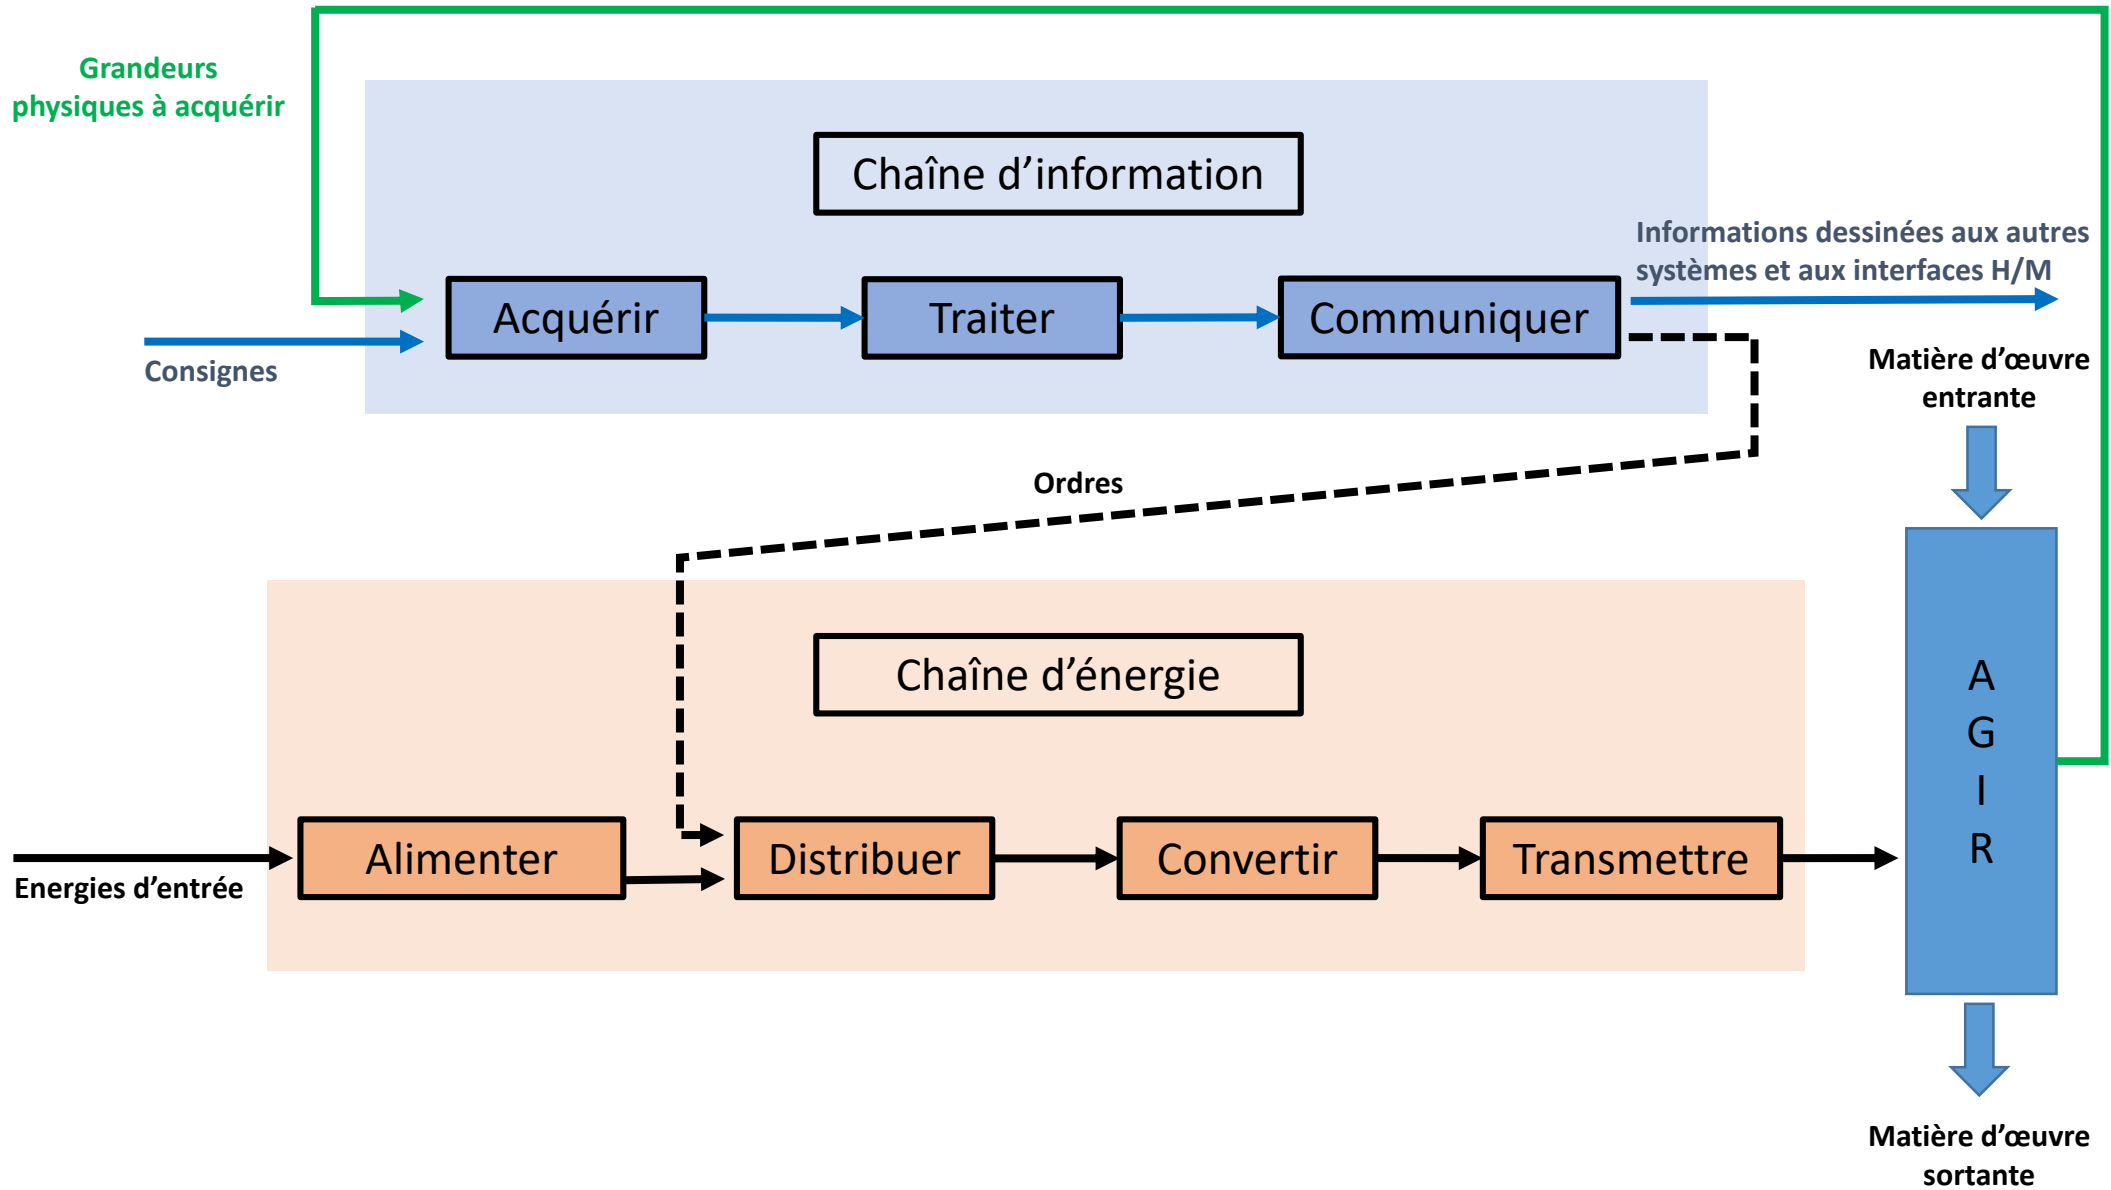 Grandeurs
physiques à acquérir
Chaîne d’information
Informations dessinées aux autres
systèmes et aux interfaces H/M
Acquérir
Traiter
Communiquer
Consignes
Matière d’œuvre
entrante
Ordres
Chaîne d’énergie
A
G
I
R
Alimenter
Distribuer
Convertir
Transmettre
Energies d’entrée
Matière d’œuvre
sortante